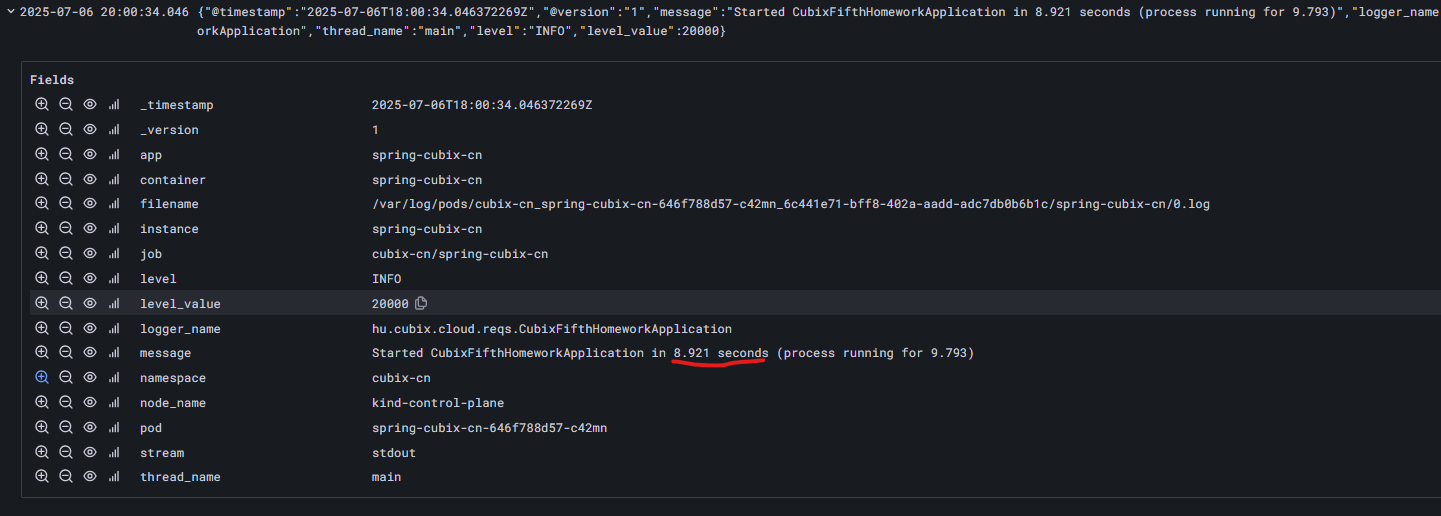 2025-07-06 20:00:34.046 {"@timestamp":"2025-07-06T18:00:34.046372269Z","@version":"1","message":"Started CubixFifthHomeworkApplication in 8.921 seconds (process running for 9.793)","logger_name
orkApplication","thread_name":"main","level":"INFO","level_value":20000}
Fields
_timestamp 2025-07-06T18:00:34.046372269Z
_version 1
app spring-cubix-cn
container spring-cubix-cn
filename /var/log/pods/cubix-cn_spring-cubix-cn-646f788d57-c42mn_6c441e71-bff8-402a-aadd-adc7db0b6b1c/spring-cubix-cn/0.log
instance spring-cubix-cn
job cubix-cn/spring-cubix-cn
level INFO
level_value 20000
logger_name hu.cubix.cloud.reqs.CubixFifthHomeworkApplication
message Started CubixFifthHomeworkApplication in 8.921 seconds (process running for 9.793)
namespace cubix-cn
node_name kind-control-plane
pod spring-cubix-cn-646f788d57-c42mn
stream stdout
thread_name main